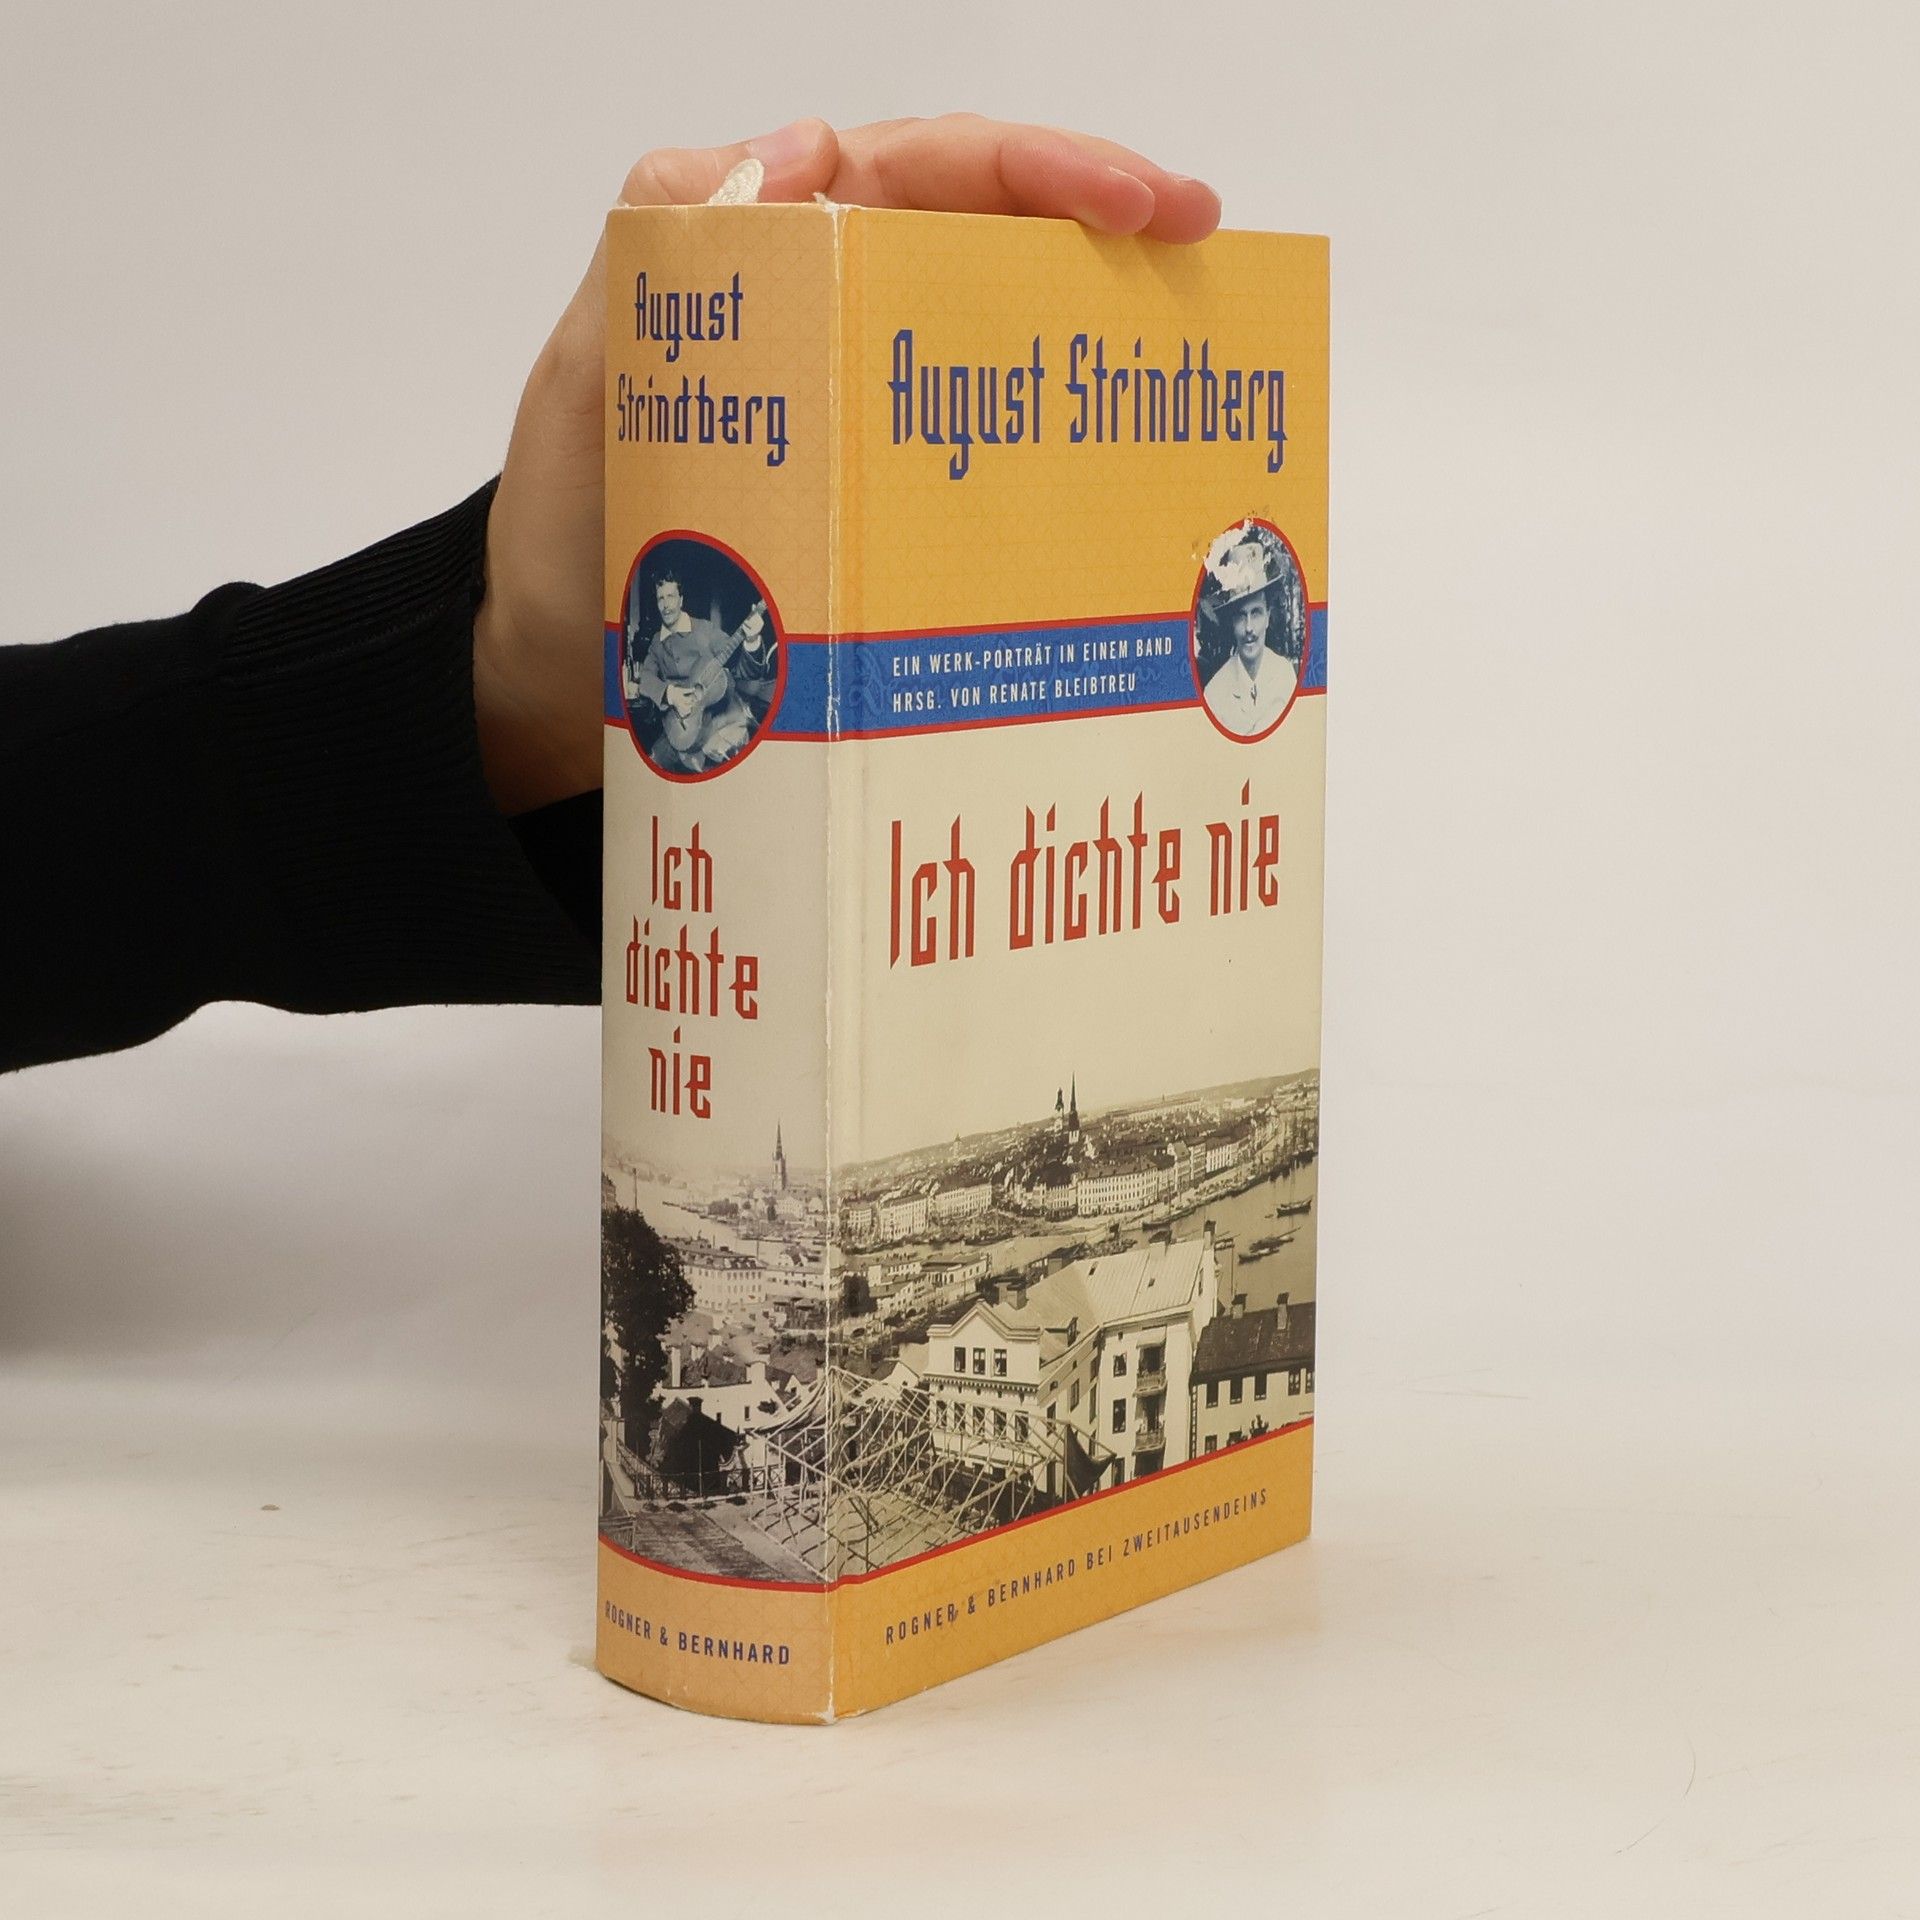 August
Strindberg
Ich
dichte
nie
ROGNER & BERNHARD
August Strindberg
EIN WERK-PORTRÄT IN EINEM BAND
HRSG. VON RENATE BLEIBTREU
Ich dichte nie
ROGNER & BERNHARD BEI ZWEITAUSENDEINS